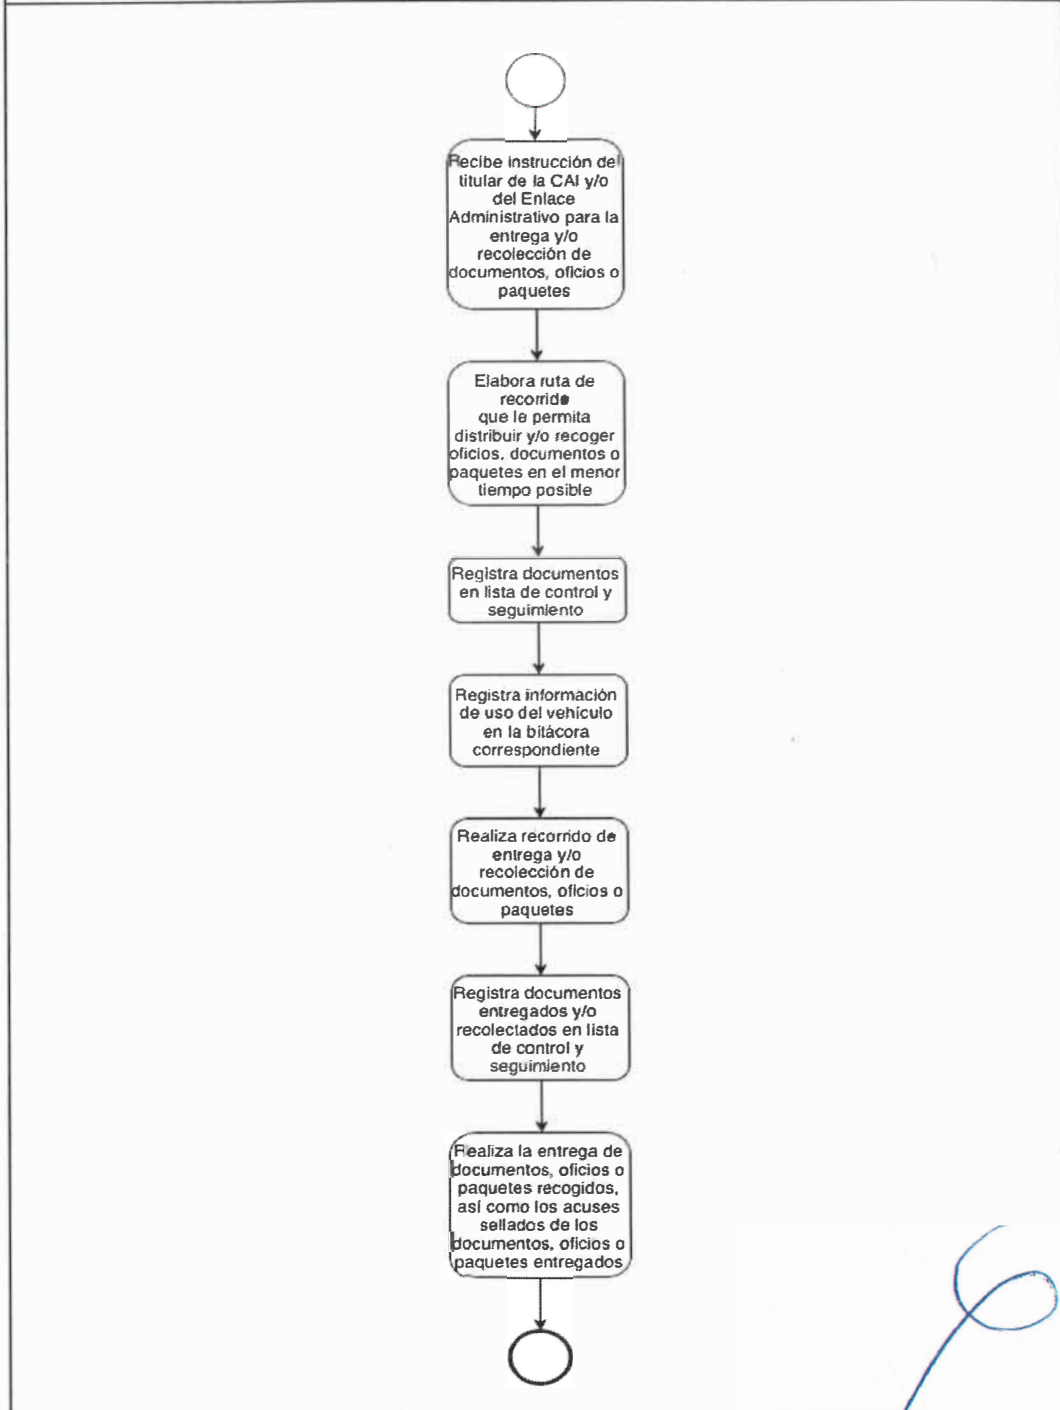 Recibe instrucción del
titular de la CAI y/o
del Enlace
Administrativo para la
entrega y/o
recolección de
documentos, oficios o
paquetes
Elabora ruta de
recorrido
que le permita
distribuir y/o recoger
oficios, documentos o
paquetes en el menor
tiempo posible
Registra documentos
en lista de control y
seguimiento
Registra información
de uso del vehículo
en la bitácora
correspondiente
Realiza recorrido de
entrega y/o
recolección de
documentos, oficios o
paquetes
Registra documentos
entregados y/o
recolectados en lista
de control y
seguimiento
Realiza la entrega de
documentos, oficios o
paquetes recogidos,
así como los acuses
sellados de los
documentos, oficios o
paquetes entregados